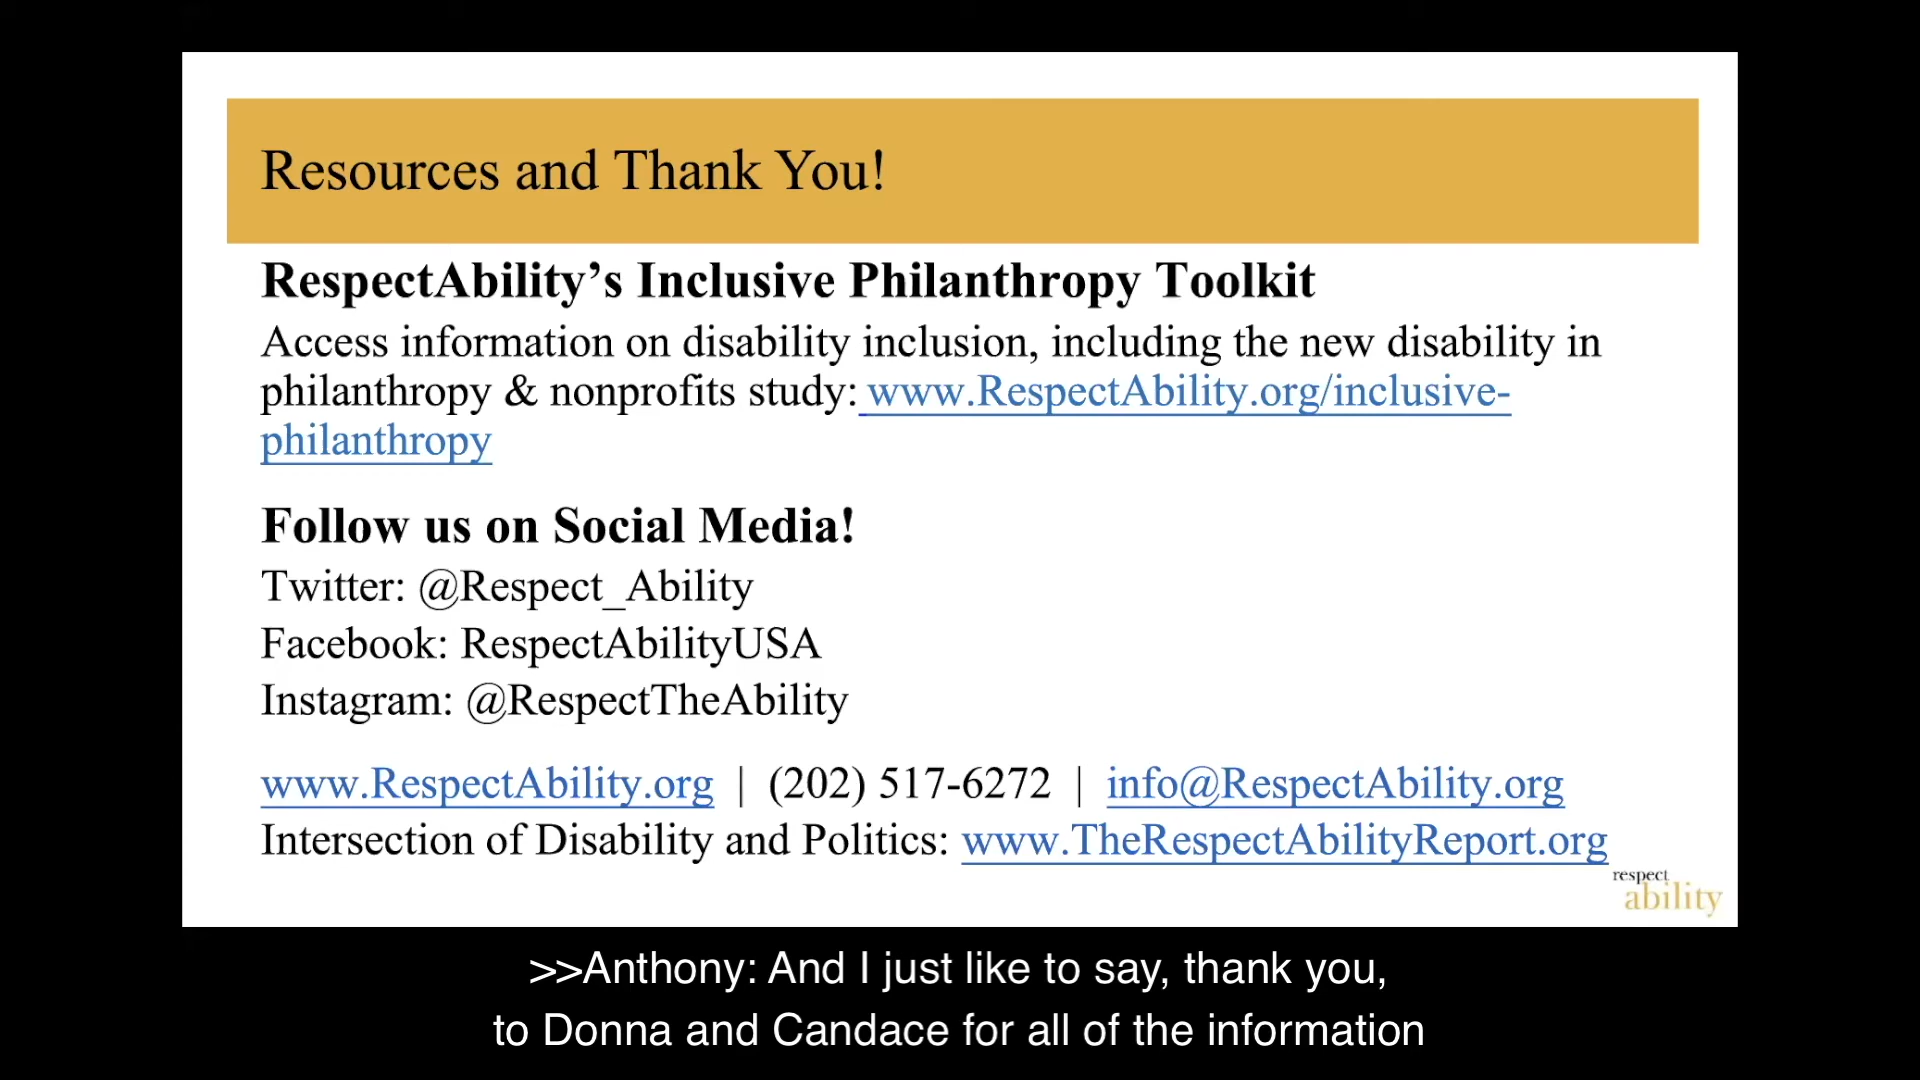 Resources and Thank You!
RespectAbility’s Inclusive Philanthropy Toolkit
Access information on disability inclusion, including the new disability in
philanthropy & nonprofits study: www.RespectAbility.org/inclusive-
philanthropy
Follow us on Social Media!
Twitter: @Respect_Ability
Facebook: RespectAbilityUSA
Instagram: @RespectTheAbility
www.RespectAbility.org | (202) 517-6272 | info@RespectAbility.org
Intersection of Disability and Politics: www.TheRespectAbilityReport.org
respect
ability
>>Anthony: And I just like to say, thank you,
to Donna and Candace for all of the information